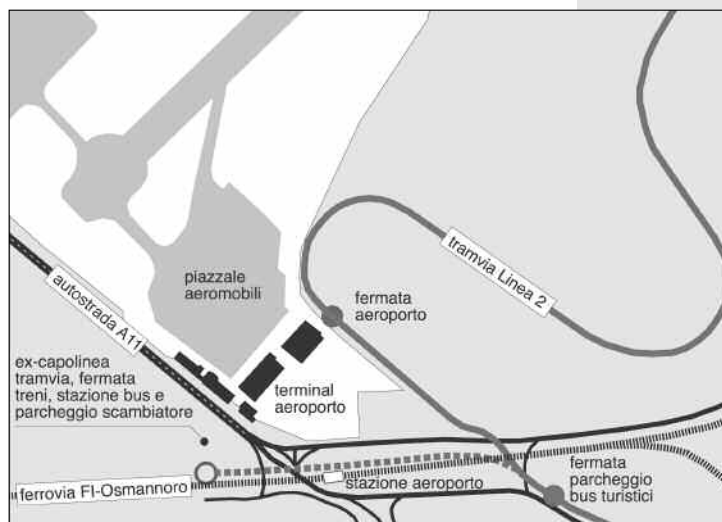 piazzale
aeromobili
tramvia Linea 2
fermata
aeroporto
autostrada A11
ex-capolinea
tramvia, fermata
treni, stazione bus e
parcheggio scambiatore
terminal
aeroporto
ferrovia FI-Osmannoro
stazione aeroporto
fermata
parcheggio
bus turistici